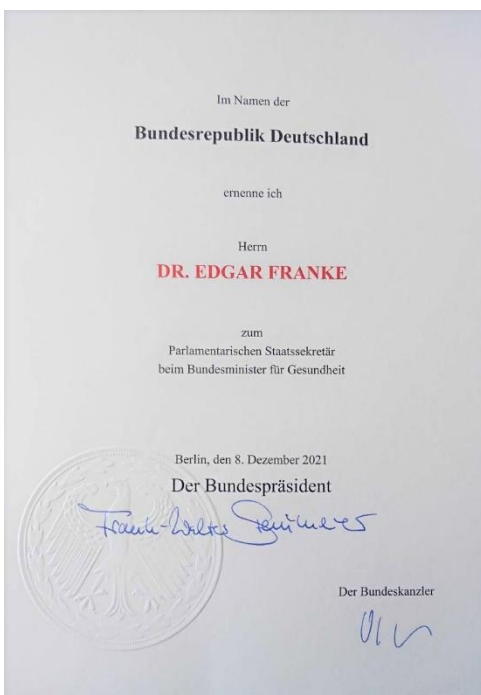 Im Namen der
Bundesrepublik Deutschland
ernenne ich
Herrn
DR. EDGAR FRANKE
zum
Parlamentarischen Staatssekretär
beim Bundesminister für Gesundheit
Berlin, den 8. Dezember 2021
Der Bundespräsident
Frank-Walter Steinmeier
Der Bundeskanzler